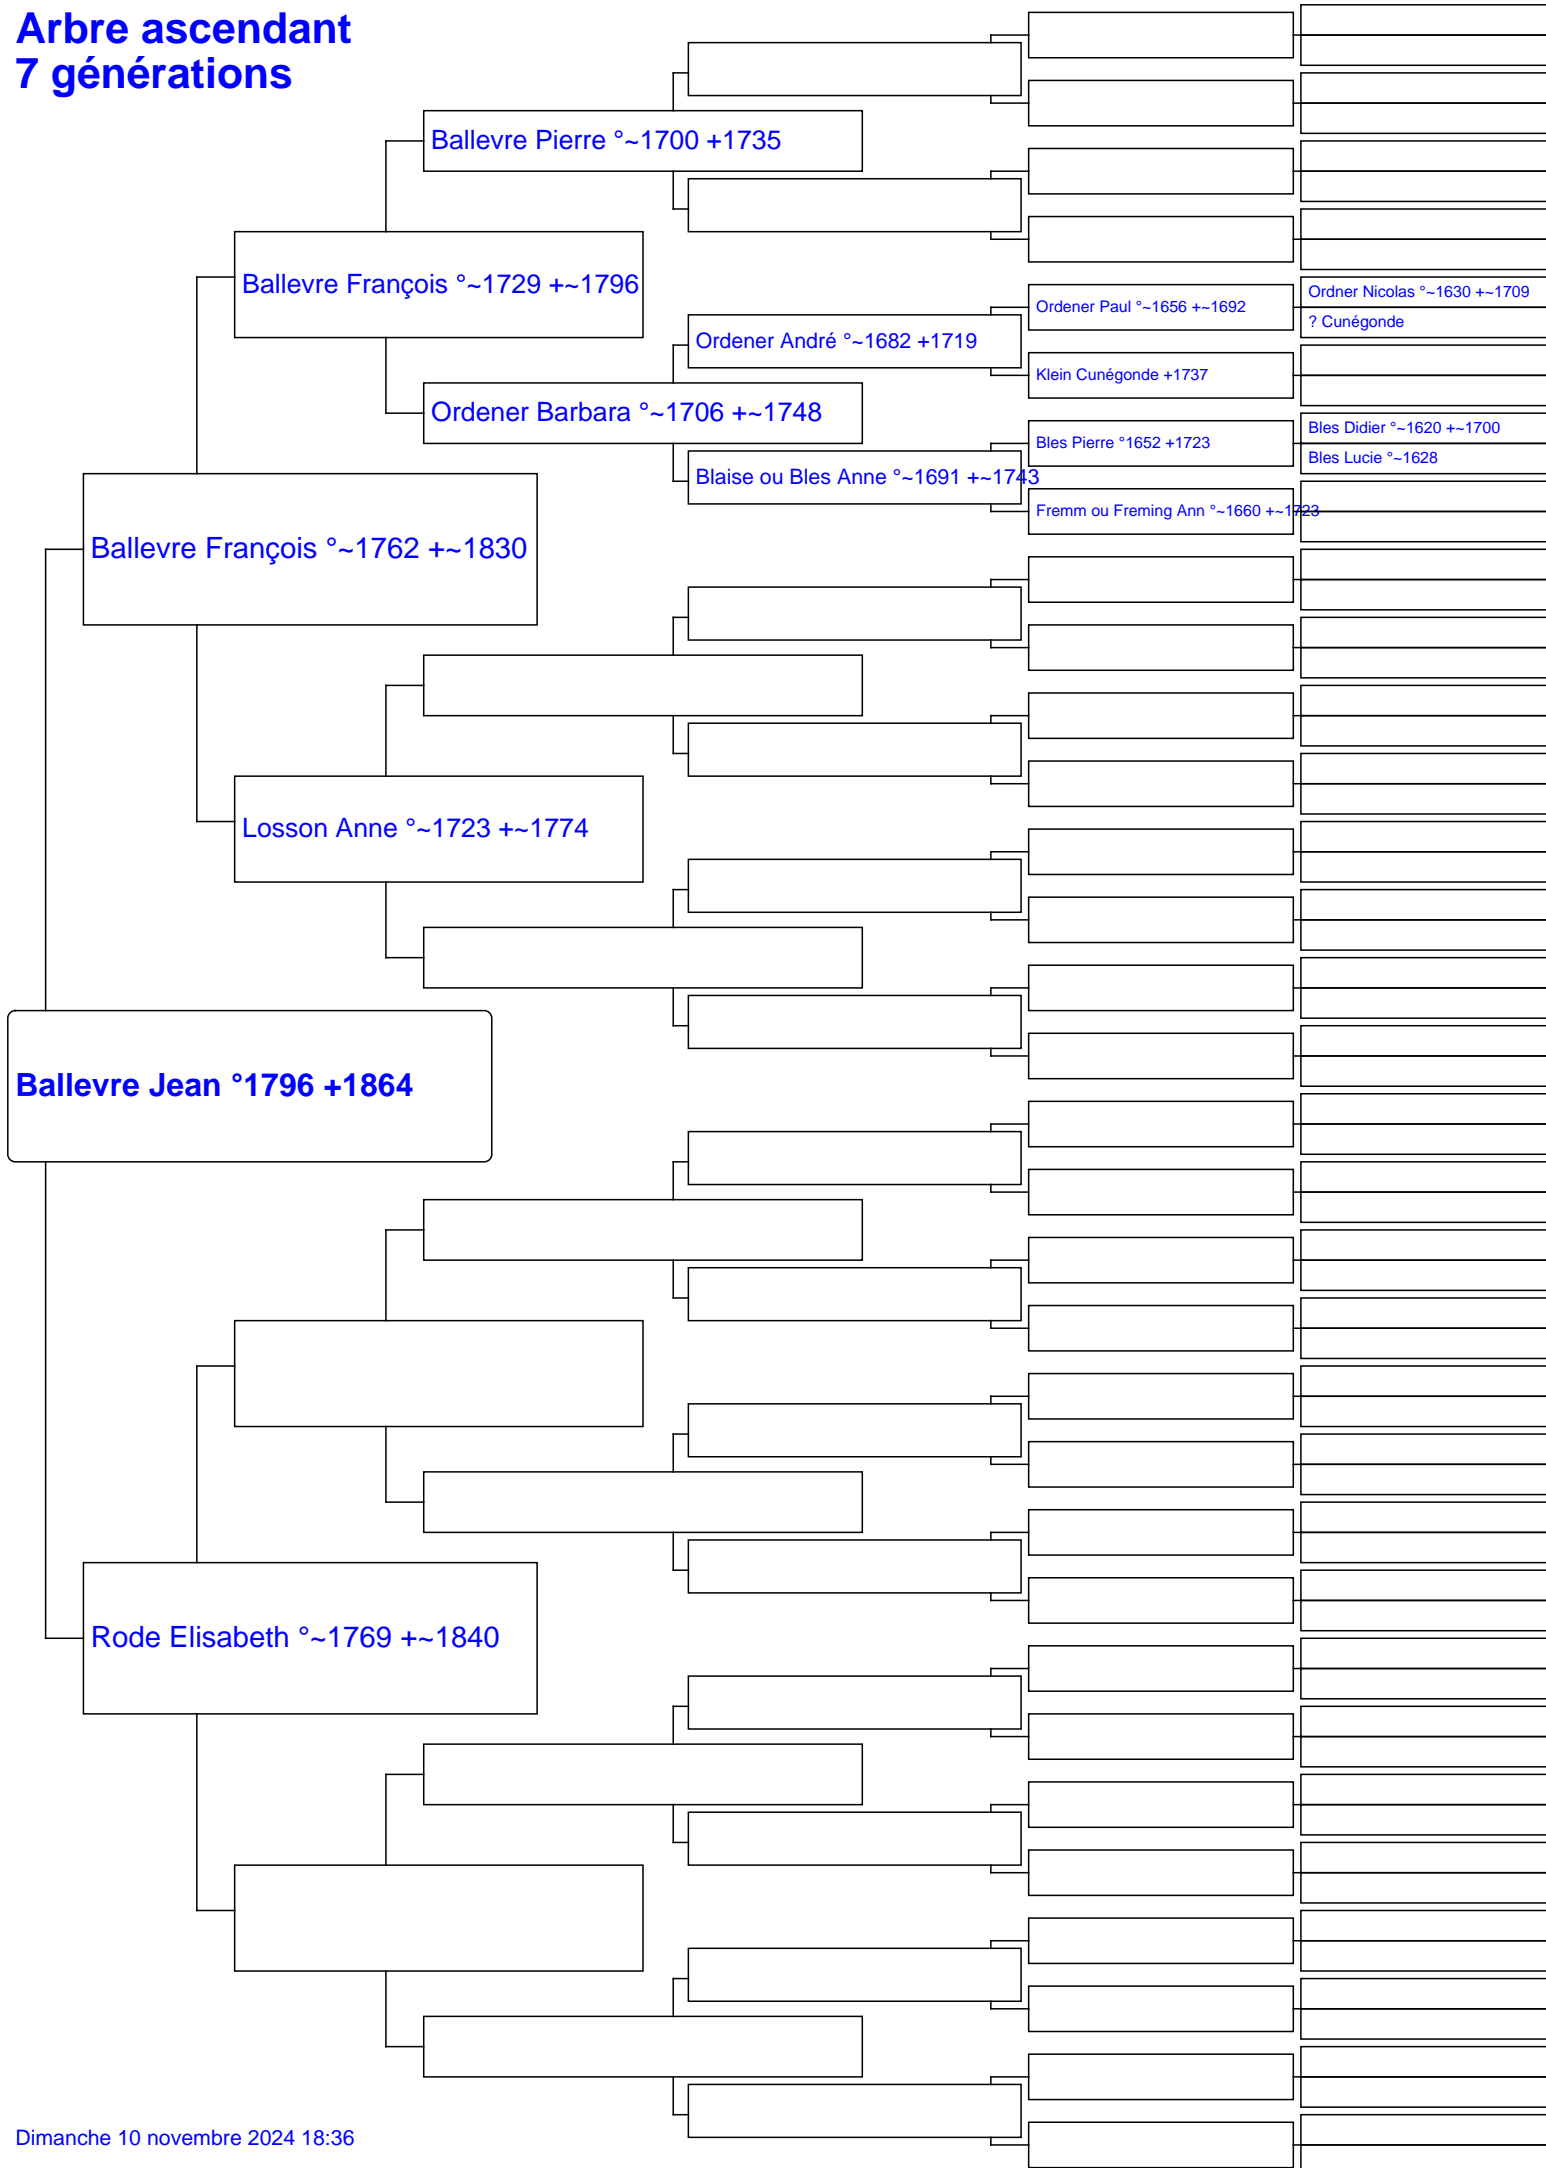 Arbre ascendant
7 générations
Ballevre Pierre °~1700 +1735
Ballevre François °~1729 +~1796
Ordner Nicolas °~1630 +~1709
Ordener Paul °~1656 +~1692
? Cunégonde
Ordener André °~1682 +1719
Klein Cunégonde +1737
Ordener Barbara °~1706 +~1748
Bles Didier °~1620 +~1700
Bles Pierre °1652 +1723
Bles Lucie °~1628
Blaise ou Bles Anne °~1691 +~1743
Fremm ou Freming Ann °~1660 +~1723
Ballevre François °~1762 +~1830
Losson Anne °~1723 +~1774
Ballevre Jean °1796 +1864
Rode Elisabeth °~1769 +~1840
Dimanche 10 novembre 2024 18:36